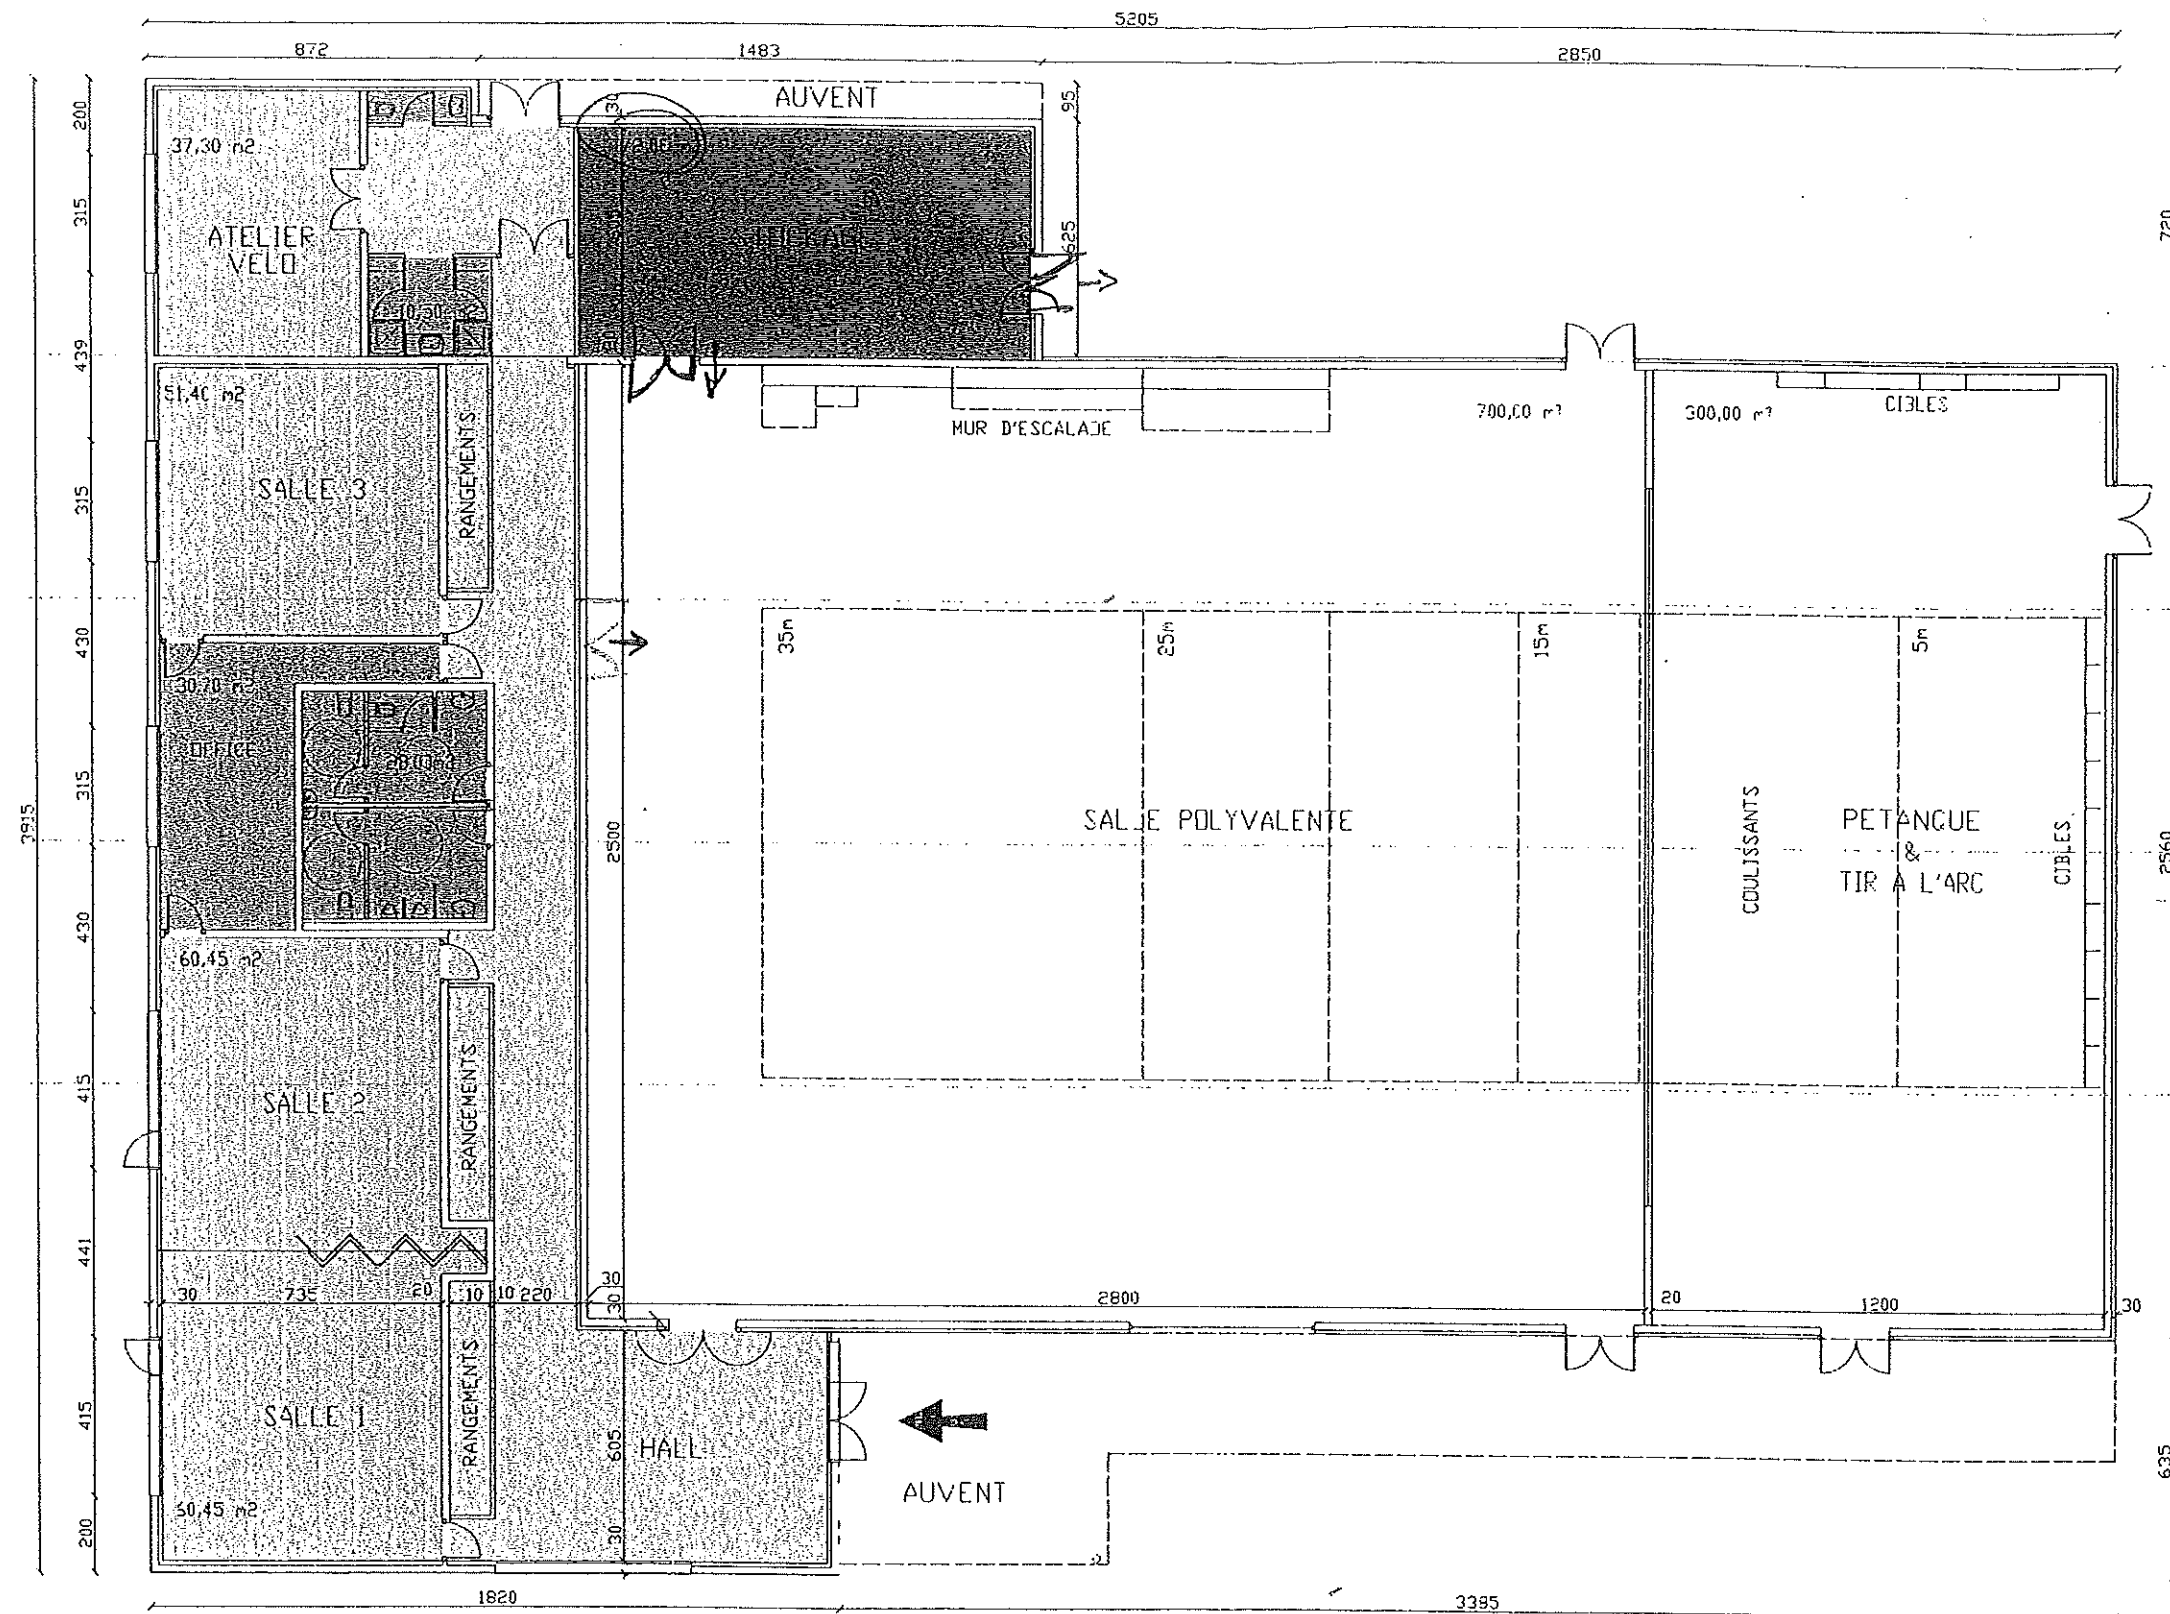 5205
872
1483
2850
AUVENT
30
95
200
37,30 m2
315
625
720
ATELIER
VELO
10,50
439
51,40 m2
CIBLES
700,00 m²
300,00 m²
MUR D'ESCALADE
RANGEMENTS
SALLE 3
315
430
35m
25m
15m
5m
30,70 m2
OFFICE
28,00m2
315
3915
2500
SALLE POLYVALENTE
COULISSANTS
PETANQUE
&
TIR A L'ARC
CIBLES
2560
430
60,45 m2
415
SALLE 2
RANGEMENTS
441
30
735
20
10
10
220
30
30
2800
20
1200
30
415
SALLE 1
RANGEMENTS
605
HALL
AUVENT
635
50,45 m2
200
30
1820
3395